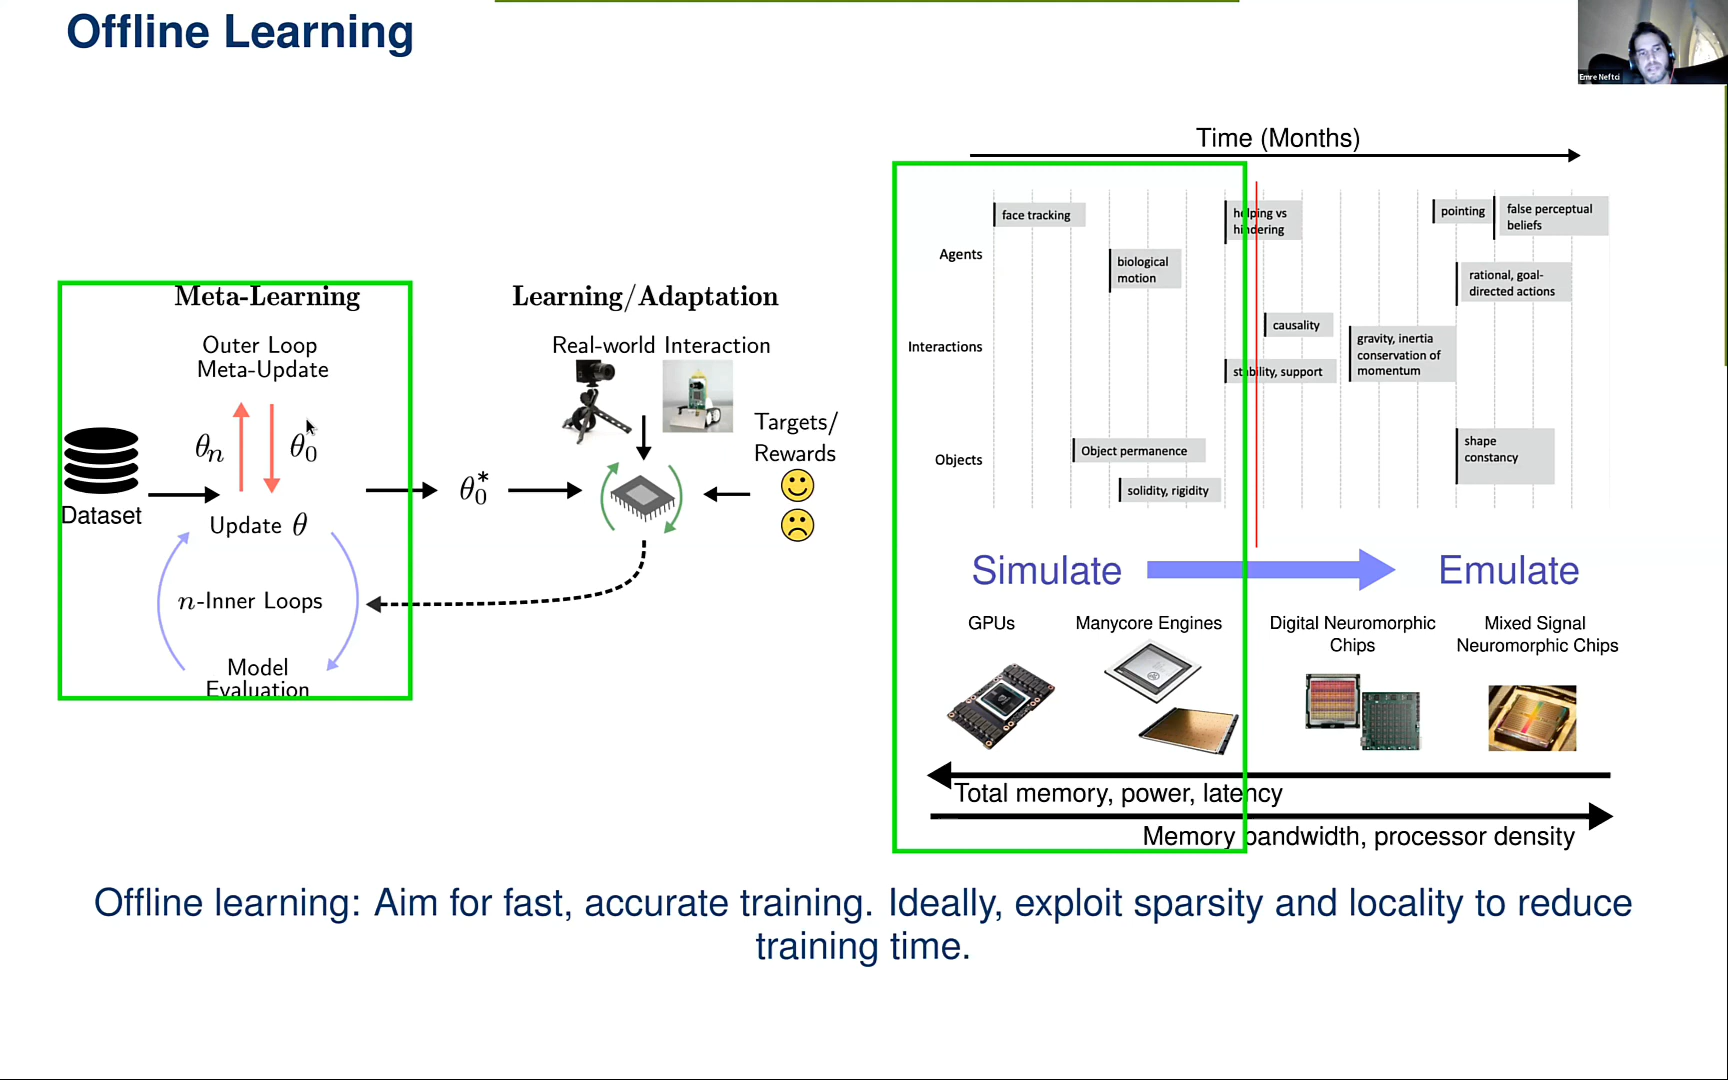 Offline Learning
Emre Neftci
Meta-Learning
Outer Loop
Meta-Update
θn
θ0
Dataset
Update θ
n-Inner Loops
Model
Evaluation
θ0*
Learning/Adaptation
Real-world Interaction
Targets/
Rewards
Time (Months)
Agents
face tracking
biological
motion
helping vs
hindering
pointing
false perceptual
beliefs
rational, goal-
directed actions
Interactions
causality
stability, support
gravity, inertia
conservation of
momentum
Objects
Object permanence
solidity, rigidity
shape
constancy
Simulate
Emulate
GPUs
Manycore Engines
Digital Neuromorphic
Chips
Mixed Signal
Neuromorphic Chips
Total memory, power, latency
Memory bandwidth, processor density
Offline learning: Aim for fast, accurate training. Ideally, exploit sparsity and locality to reduce
training time.